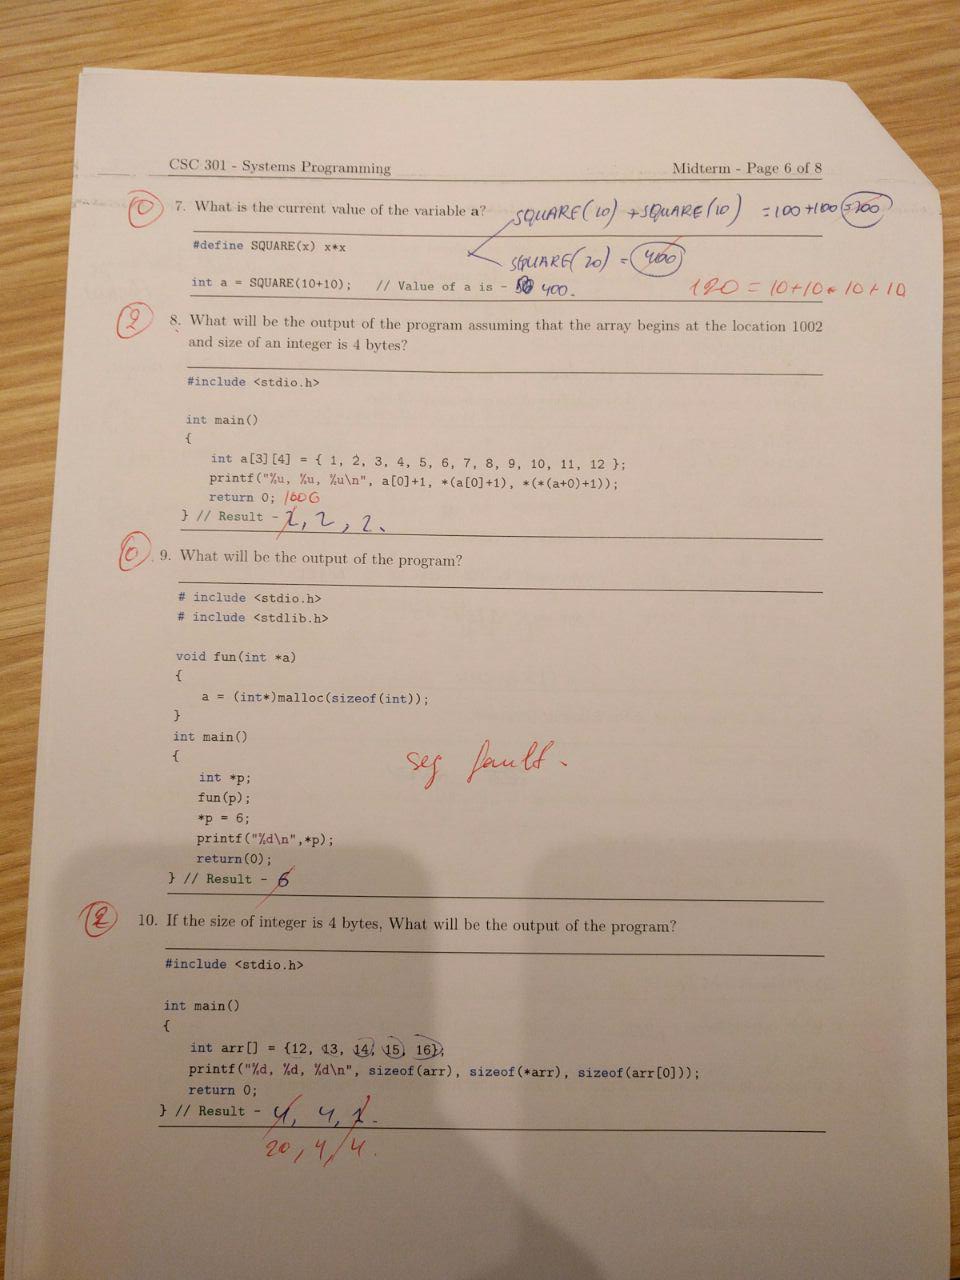 CSC 301 - Systems Programming Midterm - Page 6 of 8
0 7. What is the current value of the variable a? SQUARE(10) + SQUARE(10) = 100 + 100 = 200
#define SQUARE(x) x*x
SQUARE(20) = 400
int a = SQUARE(10+10); // Value of a is - 400.
120 = 10+10*10+10
2 8. What will be the output of the program assuming that the array begins at the location 1002
and size of an integer is 4 bytes?
#include <stdio.h>
int main()
{
int a[3][4] = { 1, 2, 3, 4, 5, 6, 7, 8, 9, 10, 11, 12 };
printf("%u, %u, %u\n", a[0]+1, *(a[0]+1), *(*(a+0)+1));
return 0; 1006
} // Result - 2, 2, 2.
0 9. What will be the output of the program?
# include <stdio.h>
# include <stdlib.h>
void fun(int *a)
{
a = (int*)malloc(sizeof(int));
}
int main()
{
seg fault.
int *p;
fun(p);
*p = 6;
printf("%d\n",*p);
return(0);
} // Result - 6
2 10. If the size of integer is 4 bytes, What will be the output of the program?
#include <stdio.h>
int main()
{
int arr[] = {12, 13, 14, 15, 16};
printf("%d, %d, %d\n", sizeof(arr), sizeof(*arr), sizeof(arr[0]));
return 0;
} // Result - 4, 4, 1.
20, 4, 4.